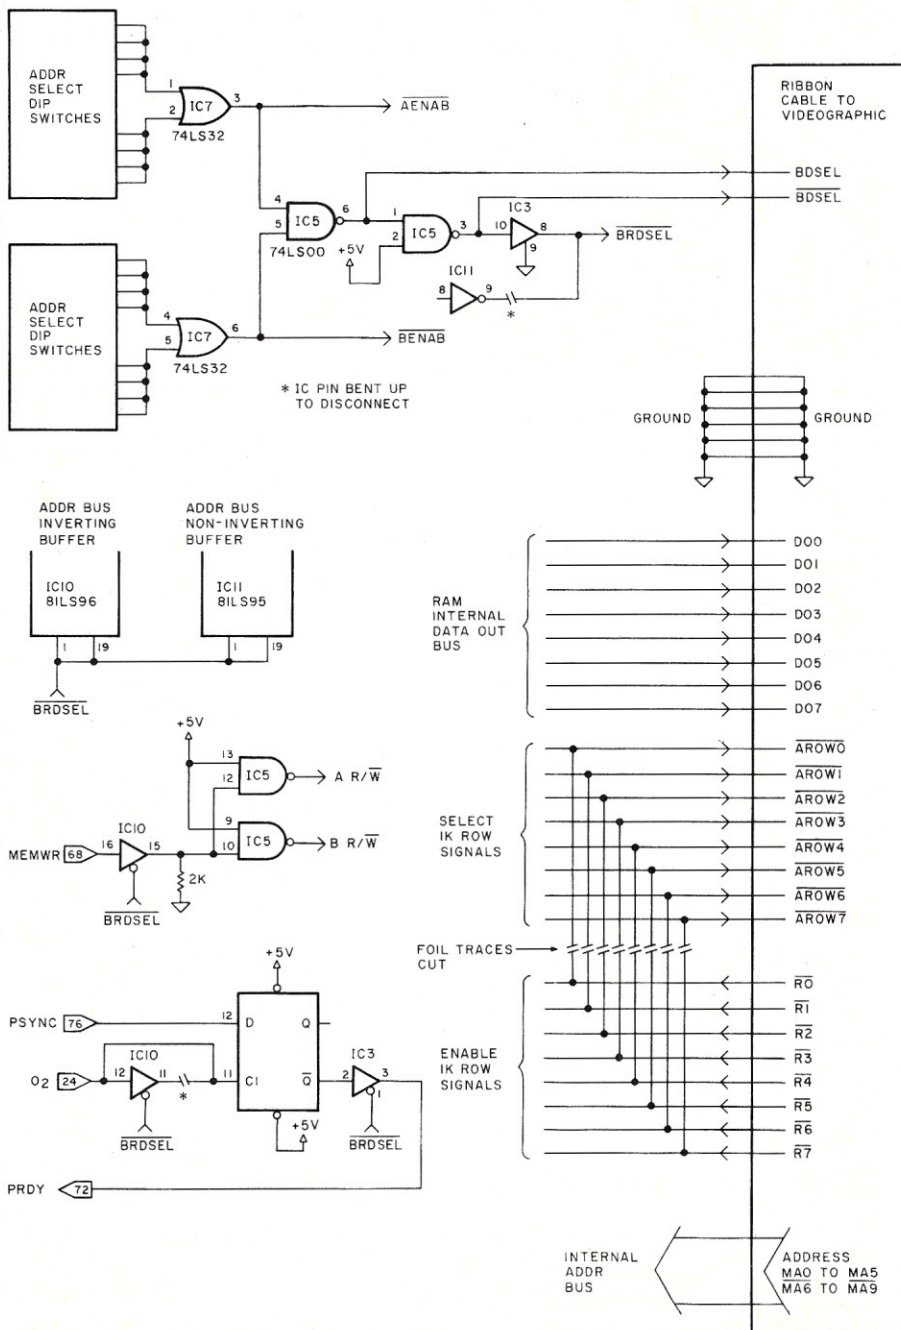 ADDR
SELECT
DIP
SWITCHES
1
2
IC7
3
74LS32
AENAB
RIBBON
CABLE TO
VIDEOGRAPHIC
BDSEL
BDSEL
4
5
IC5
6
74LS00
+5V
1
2
IC5
3
IC3
10
8
9
BRDSEL
IC11
8
9
*
ADDR
SELECT
DIP
SWITCHES
4
5
IC7
6
74LS32
BENAB
* IC PIN BENT UP
TO DISCONNECT
GROUND
GROUND
ADDR BUS
INVERTING
BUFFER
IC10
81LS96
1
19
ADDR BUS
NON-INVERTING
BUFFER
IC11
81LS95
1
19
BRDSEL
RAM
INTERNAL
DATA OUT
BUS
DO0
DO1
DO2
DO3
DO4
DO5
DO6
DO7
+5V
13
12
IC5
A R/W
9
10
IC5
B R/W
MEMWR
68
16
IC10
15
2K
BRDSEL
SELECT
1K ROW
SIGNALS
AROW0
AROW1
AROW2
AROW3
AROW4
AROW5
AROW6
AROW7
FOIL TRACES
CUT
ENABLE
1K ROW
SIGNALS
R0
R1
R2
R3
R4
R5
R6
R7
+5V
PSYNC
76
12
D
Q
O2
24
12
IC10
11
*
11
C1
Q
BRDSEL
+5V
2
IC3
3
1
BRDSEL
PRDY
72
INTERNAL
ADDR
BUS
ADDRESS
MA0 TO MA5
MA6 TO MA9